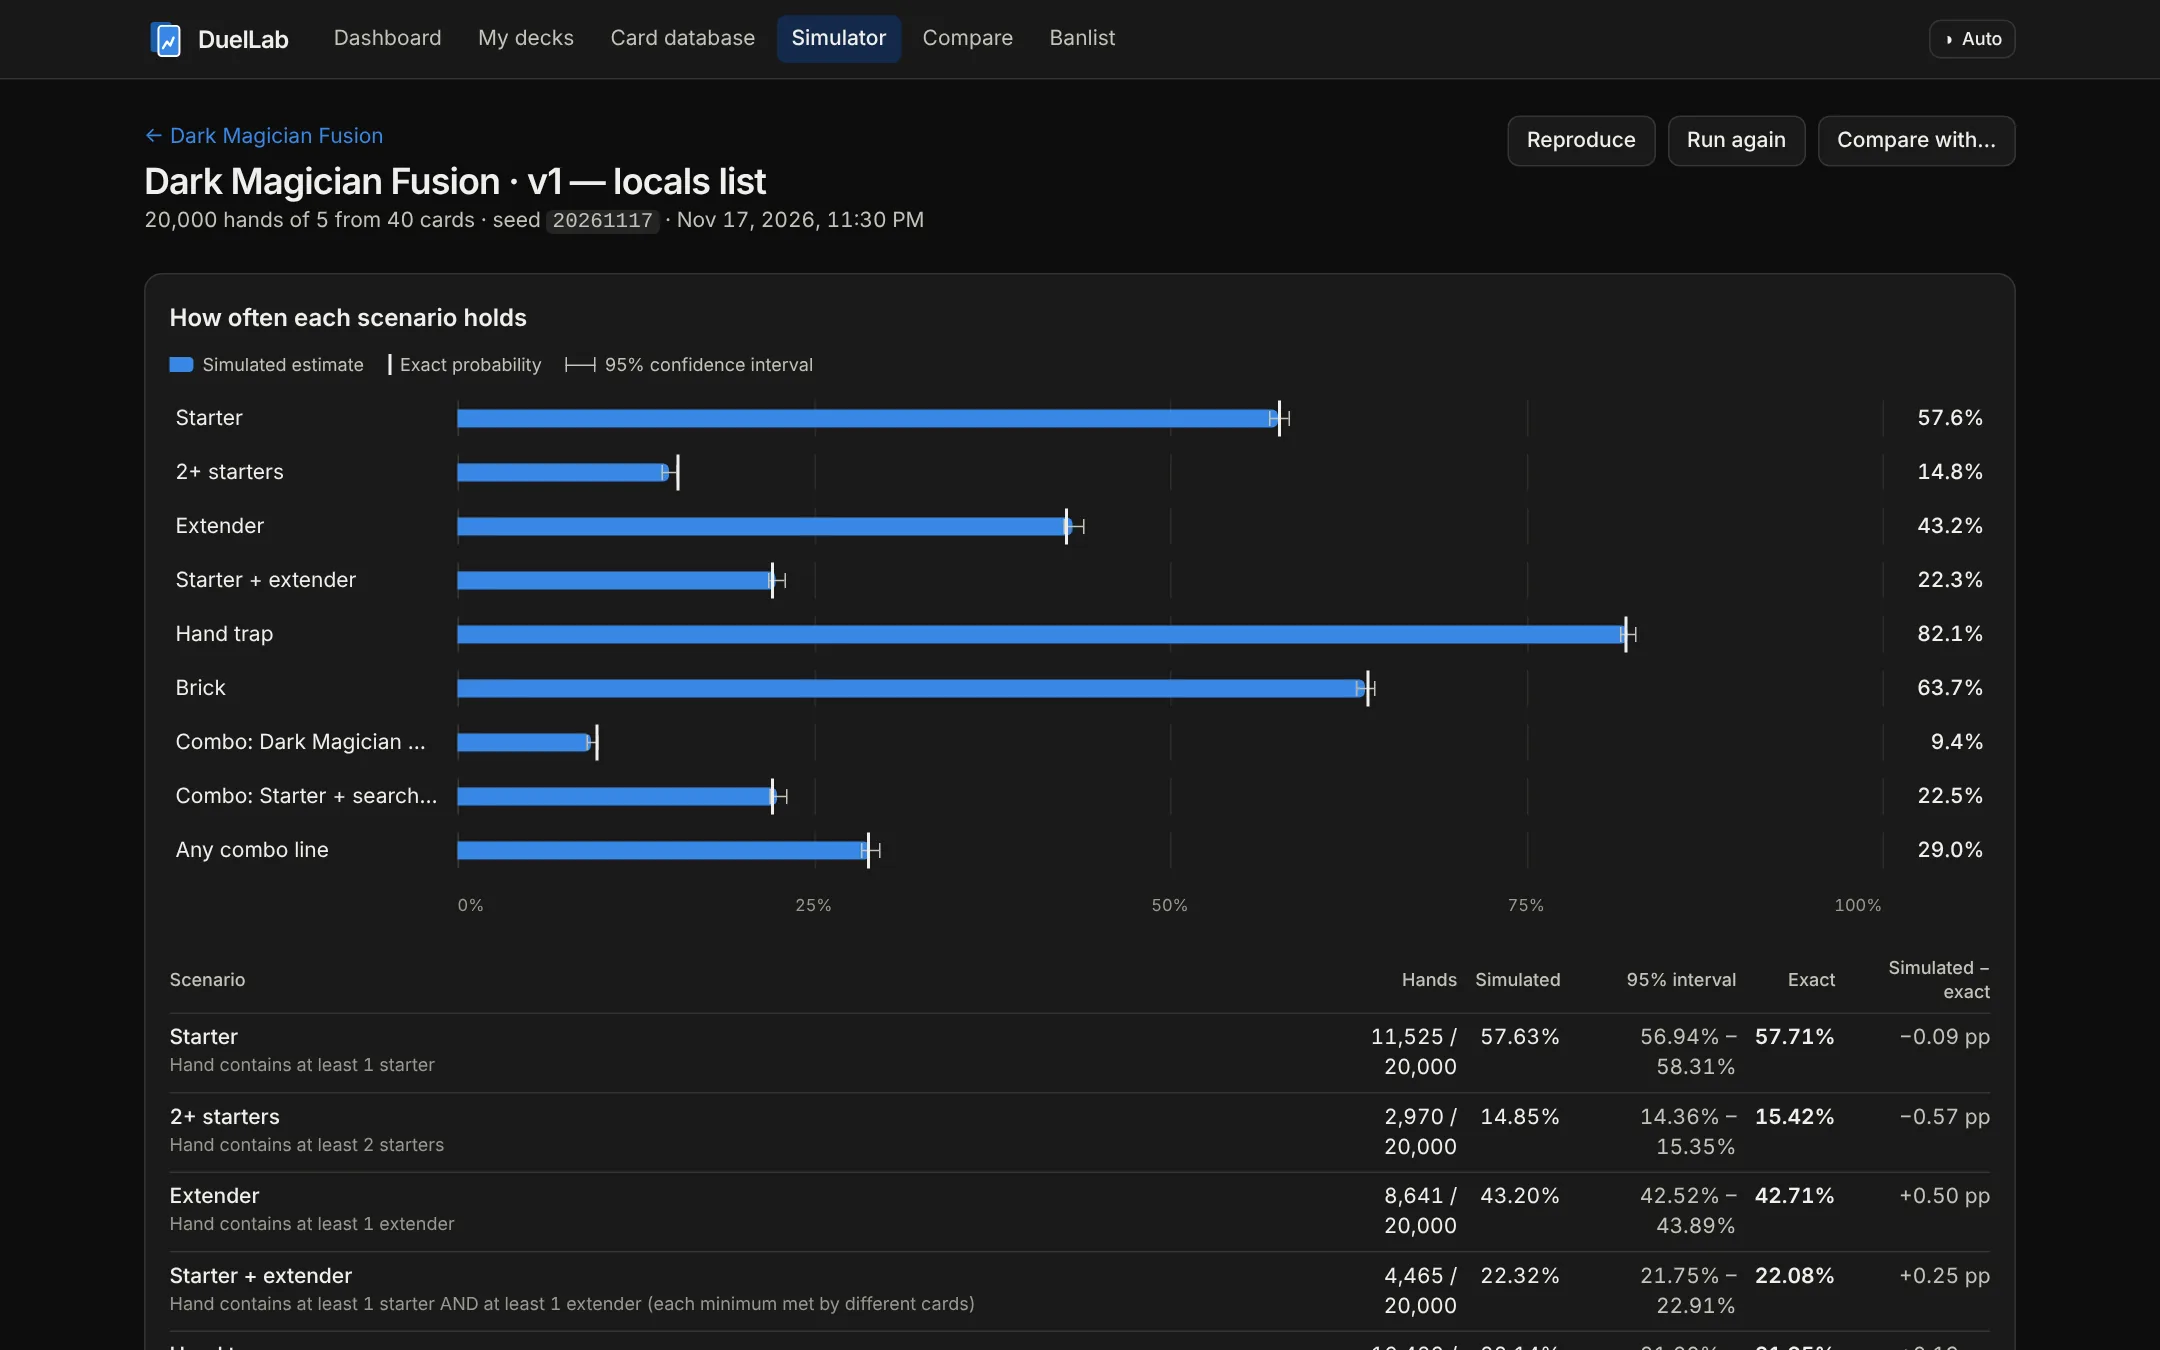 DuelLab Dashboard My decks Card database Simulator Compare Banlist Auto
← Dark Magician Fusion
Reproduce Run again Compare with...
Dark Magician Fusion · v1 — locals list
20,000 hands of 5 from 40 cards · seed 20261117 · Nov 17, 2026, 11:30 PM
How often each scenario holds
Simulated estimate Exact probability 95% confidence interval
Starter 57.6%
2+ starters 14.8%
Extender 43.2%
Starter + extender 22.3%
Hand trap 82.1%
Brick 63.7%
Combo: Dark Magician ... 9.4%
Combo: Starter + search... 22.5%
Any combo line 29.0%
0% 25% 50% 75% 100%
Scenario Hands Simulated 95% interval Exact Simulated −
exact
Starter 11,525 / 57.63% 56.94% – 57.71% −0.09 pp
Hand contains at least 1 starter 20,000 58.31%
2+ starters 2,970 / 14.85% 14.36% – 15.42% −0.57 pp
Hand contains at least 2 starters 20,000 15.35%
Extender 8,641 / 43.20% 42.52% – 42.71% +0.50 pp
Hand contains at least 1 extender 20,000 43.89%
Starter + extender 4,465 / 22.32% 21.75% – 22.08% +0.25 pp
Hand contains at least 1 starter AND at least 1 extender (each minimum met by different cards) 20,000 22.91%